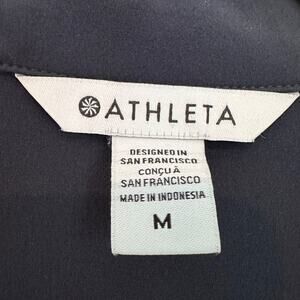 ATHLETA
DESIGNED IN
SAN FRANCISCO
CONÇU À
SAN FRANCISCO
MADE IN INDONESIA
M